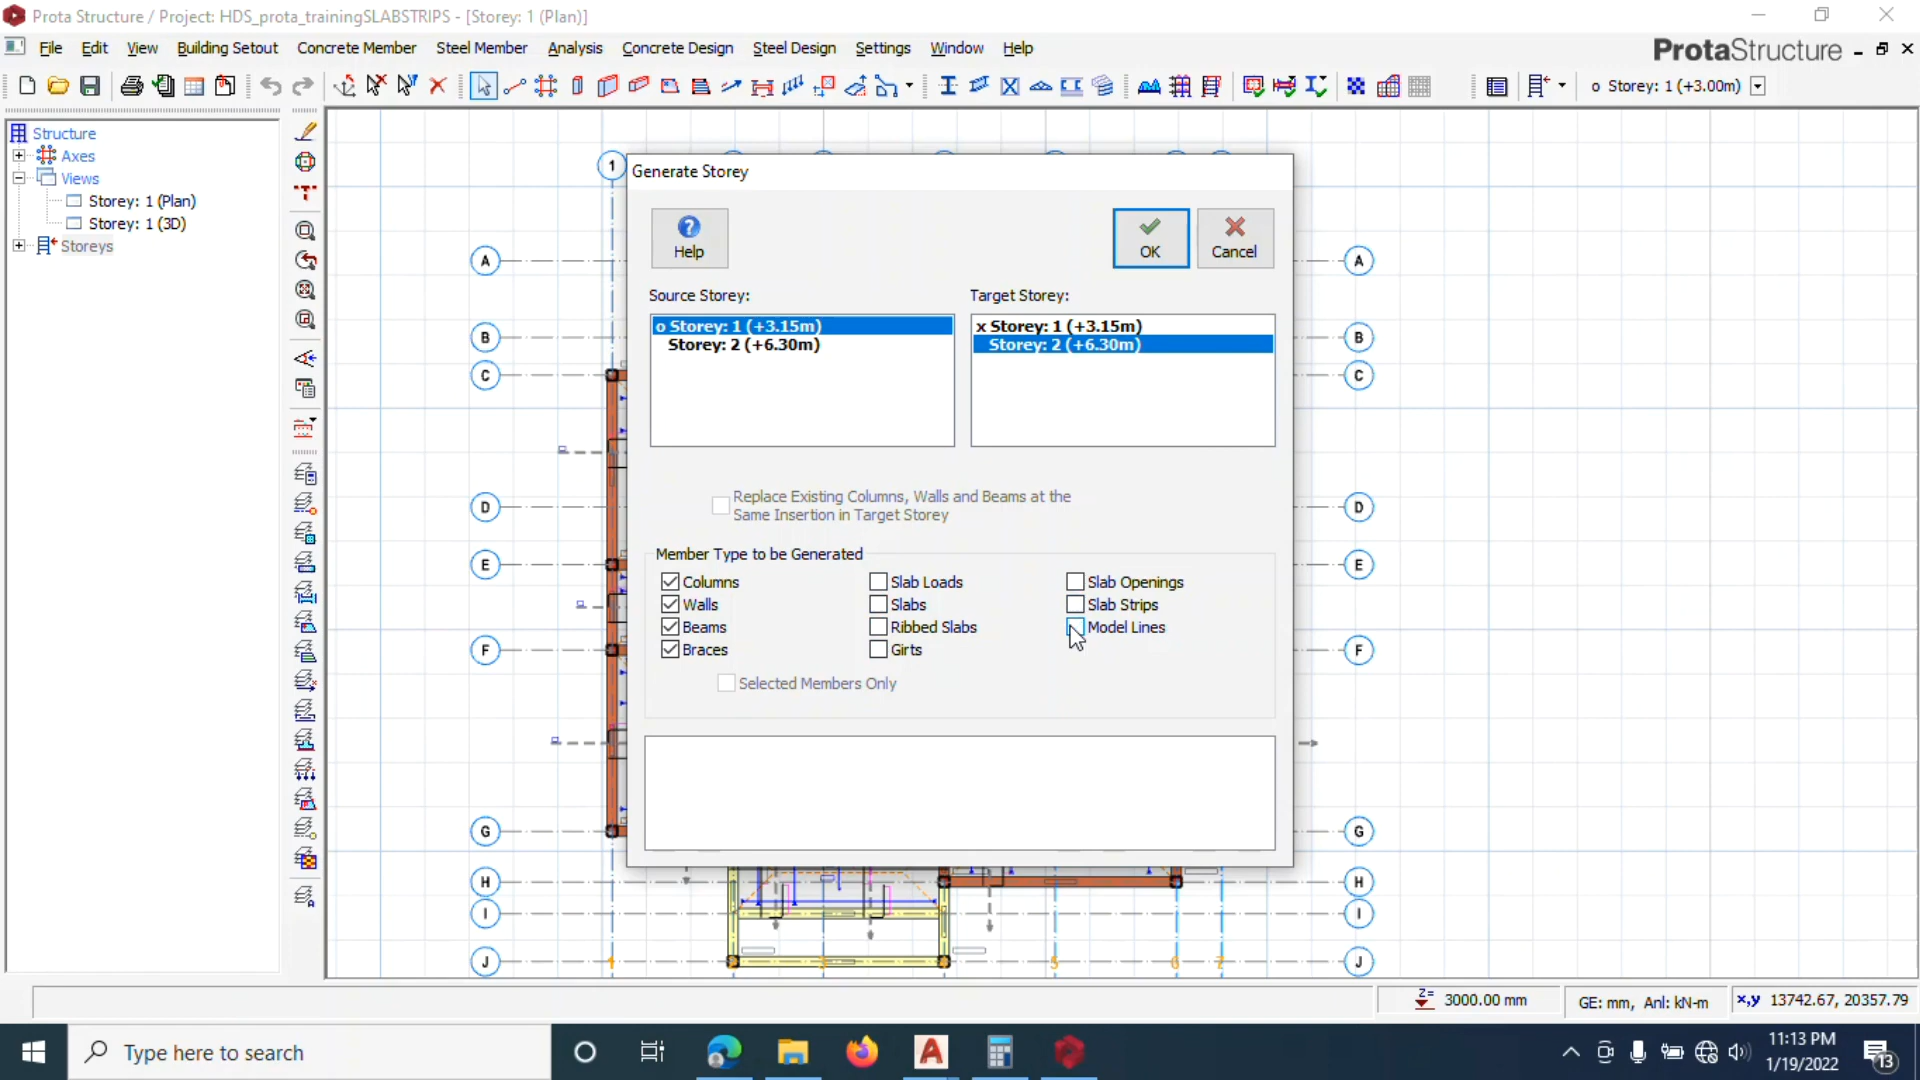 Prota Structure / Project: HDS_prota_trainingSLABSTRIPS - [Storey: 1 (Plan)]
File Edit View Building Setout Concrete Member Steel Member Analysis Concrete Design Steel Design Settings Window Help
ProtaStructure
o Storey: 1 (+3.00m)
Structure
Axes
Views
Storey: 1 (Plan)
Storey: 1 (3D)
Storeys
1
Generate Storey
Help
OK
Cancel
Source Storey:
Target Storey:
o Storey: 1 (+3.15m)
Storey: 2 (+6.30m)
x Storey: 1 (+3.15m)
Storey: 2 (+6.30m)
Replace Existing Columns, Walls and Beams at the
Same Insertion in Target Storey
Member Type to be Generated
Columns Slab Loads Slab Openings
Walls Slabs Slab Strips
Beams Ribbed Slabs Model Lines
Braces Girts
Selected Members Only
A A
B B
C C
D D
E E
F F
G G
H H
I I
J J
5 6
Z= 3000.00 mm
GE: mm, Anl: kN-m
x,y 13742.67, 20357.79
Type here to search
11:13 PM
1/19/2022
13